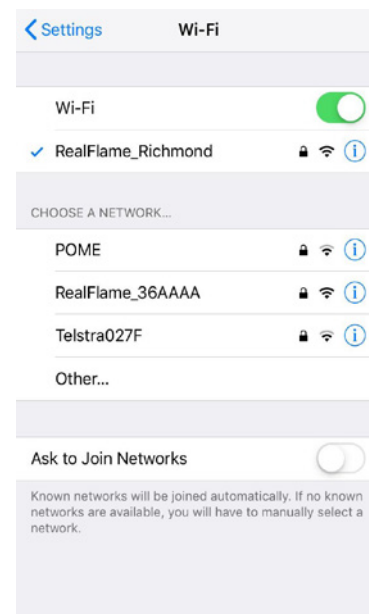 Settings Wi-Fi
Wi-Fi
RealFlame_Richmond
CHOOSE A NETWORK...
POME
RealFlame_36AAAA
Telstra027F
Other...
Ask to Join Networks
Known networks will be joined automatically. If no known
networks are available, you will have to manually select a
network.